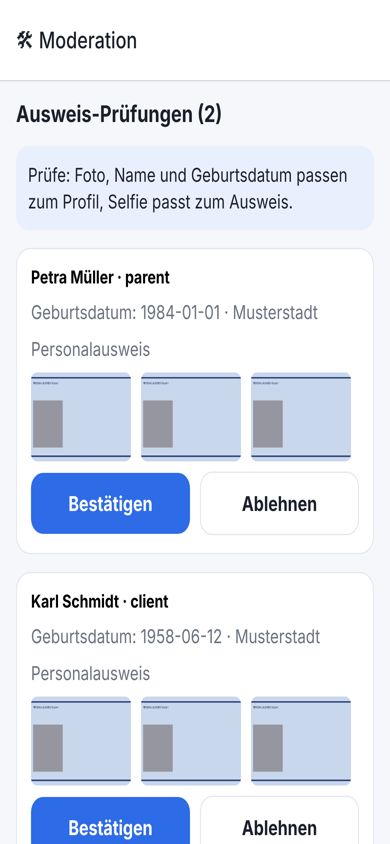 🛠 Moderation
Ausweis-Prüfungen (2)
Prüfe: Foto, Name und Geburtsdatum passen
zum Profil, Selfie passt zum Ausweis.
Petra Müller · parent
Geburtsdatum: 1984-01-01 · Musterstadt
Personalausweis
Bestätigen
Ablehnen
Karl Schmidt · client
Geburtsdatum: 1958-06-12 · Musterstadt
Personalausweis
Bestätigen
Ablehnen